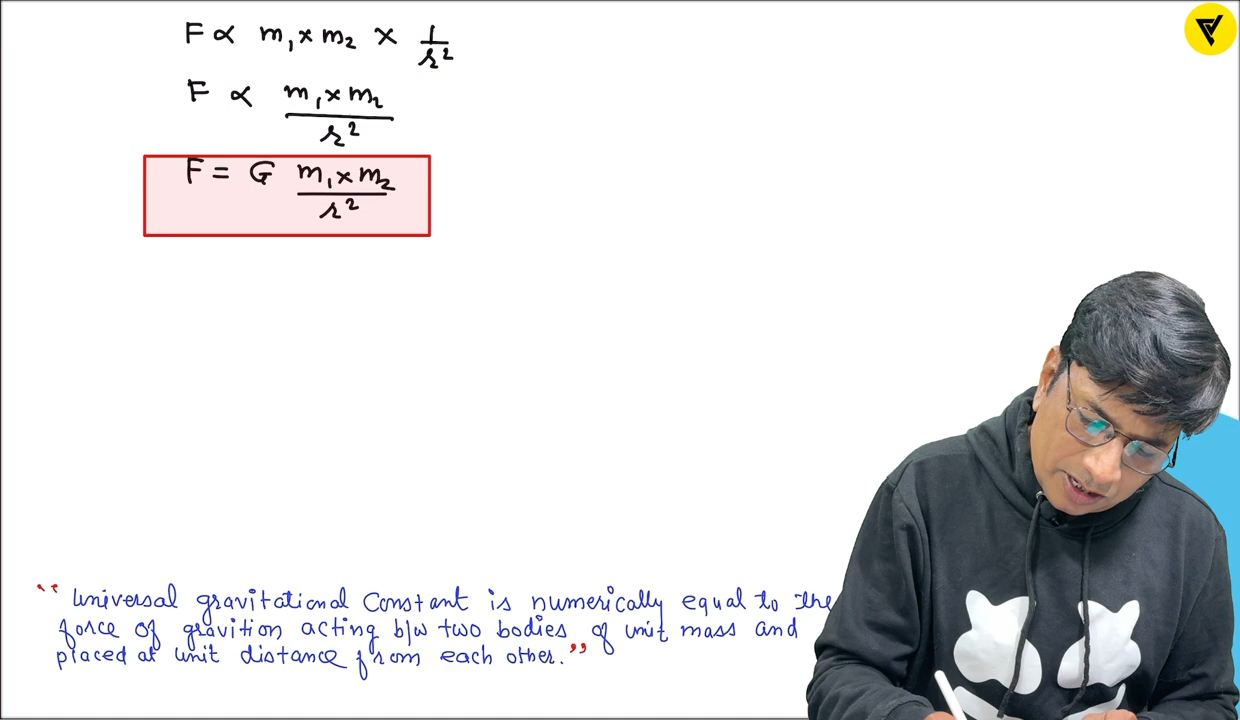 F ∝ m₁ × m₂ × 1/r²
F ∝ m₁ × m₂ / r²
F = G m₁ × m₂ / r²
“ Universal gravitational Constant is numerically equal to the
force of gravition acting b/w two bodies of unit mass and
placed at unit distance from each other. ”